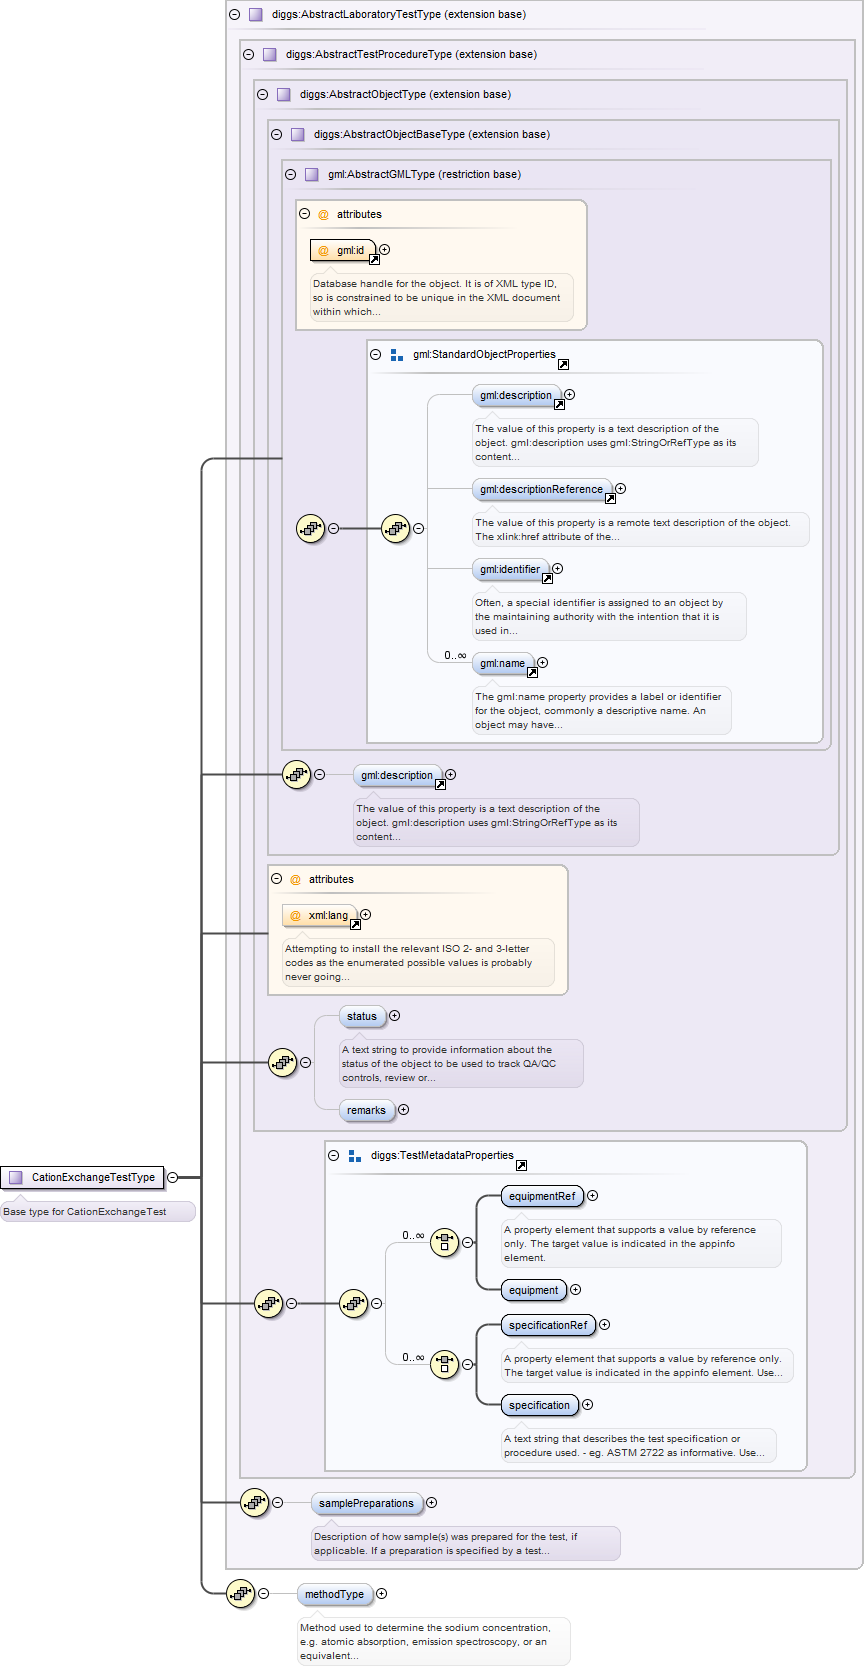 diggs:AbstractLaboratoryTestType (extension base)
diggs:AbstractTestProcedureType (extension base)
diggs:AbstractObjectType (extension base)
diggs:AbstractObjectBaseType (extension base)
gml:AbstractGMLType (restriction base)
@ attributes
@ gml:id
Database handle for the object. It is of XML type ID,
so is constrained to be unique in the XML document
within which...
gml:StandardObjectProperties
gml:description
The value of this property is a text description of the
object. gml:description uses gml:StringOrRefType as its
content...
gml:descriptionReference
The value of this property is a remote text description of the object.
The xlink:href attribute of the...
gml:identifier
Often, a special identifier is assigned to an object by
the maintaining authority with the intention that it is
used in...
0..∞
gml:name
The gml:name property provides a label or identifier
for the object, commonly a descriptive name. An
object may have...
gml:description
The value of this property is a text description of the
object. gml:description uses gml:StringOrRefType as its
content...
@ attributes
@ xml:lang
Attempting to install the relevant ISO 2- and 3-letter
codes as the enumerated possible values is probably
never going...
status
A text string to provide information about the
status of the object to be used to track QA/QC
controls, review or...
remarks
diggs:TestMetadataProperties
CationExchangeTestType
Base type for CationExchangeTest
equipmentRef
0..∞
A property element that supports a value by reference
only. The target value is indicated in the appinfo
element.
equipment
specificationRef
0..∞
A property element that supports a value by reference only.
The target value is indicated in the appinfo element. Use...
specification
A text string that describes the test specification or
procedure used. - eg. ASTM 2722 as informative. Use...
samplePreparations
Description of how sample(s) was prepared for the test, if
applicable. If a preparation is specified by a test...
methodType
Method used to determine the sodium concentration,
e.g. atomic absorption, emission spectroscopy, or an
equivalent...